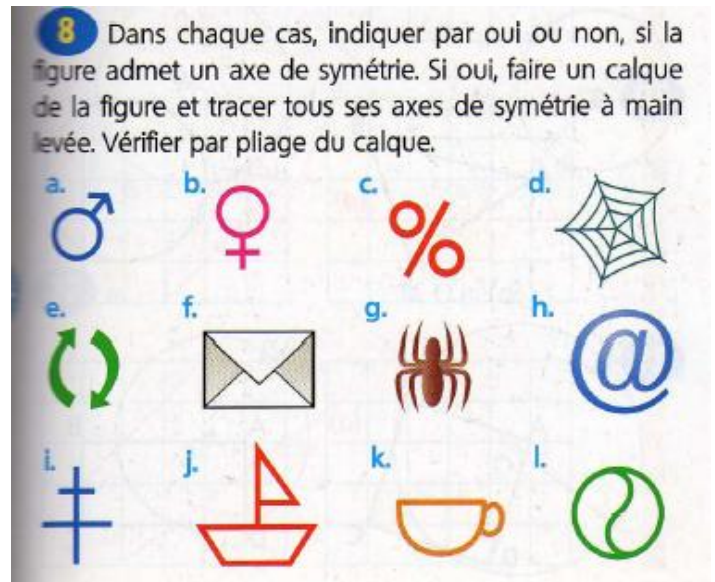 8 Dans chaque cas, indiquer par oui ou non, si la
figure admet un axe de symétrie. Si oui, faire un calque
de la figure et tracer tous ses axes de symétrie à main
levée. Vérifier par pliage du calque.
a. b. c. d.
e. f. g. h.
i. j. k. l.